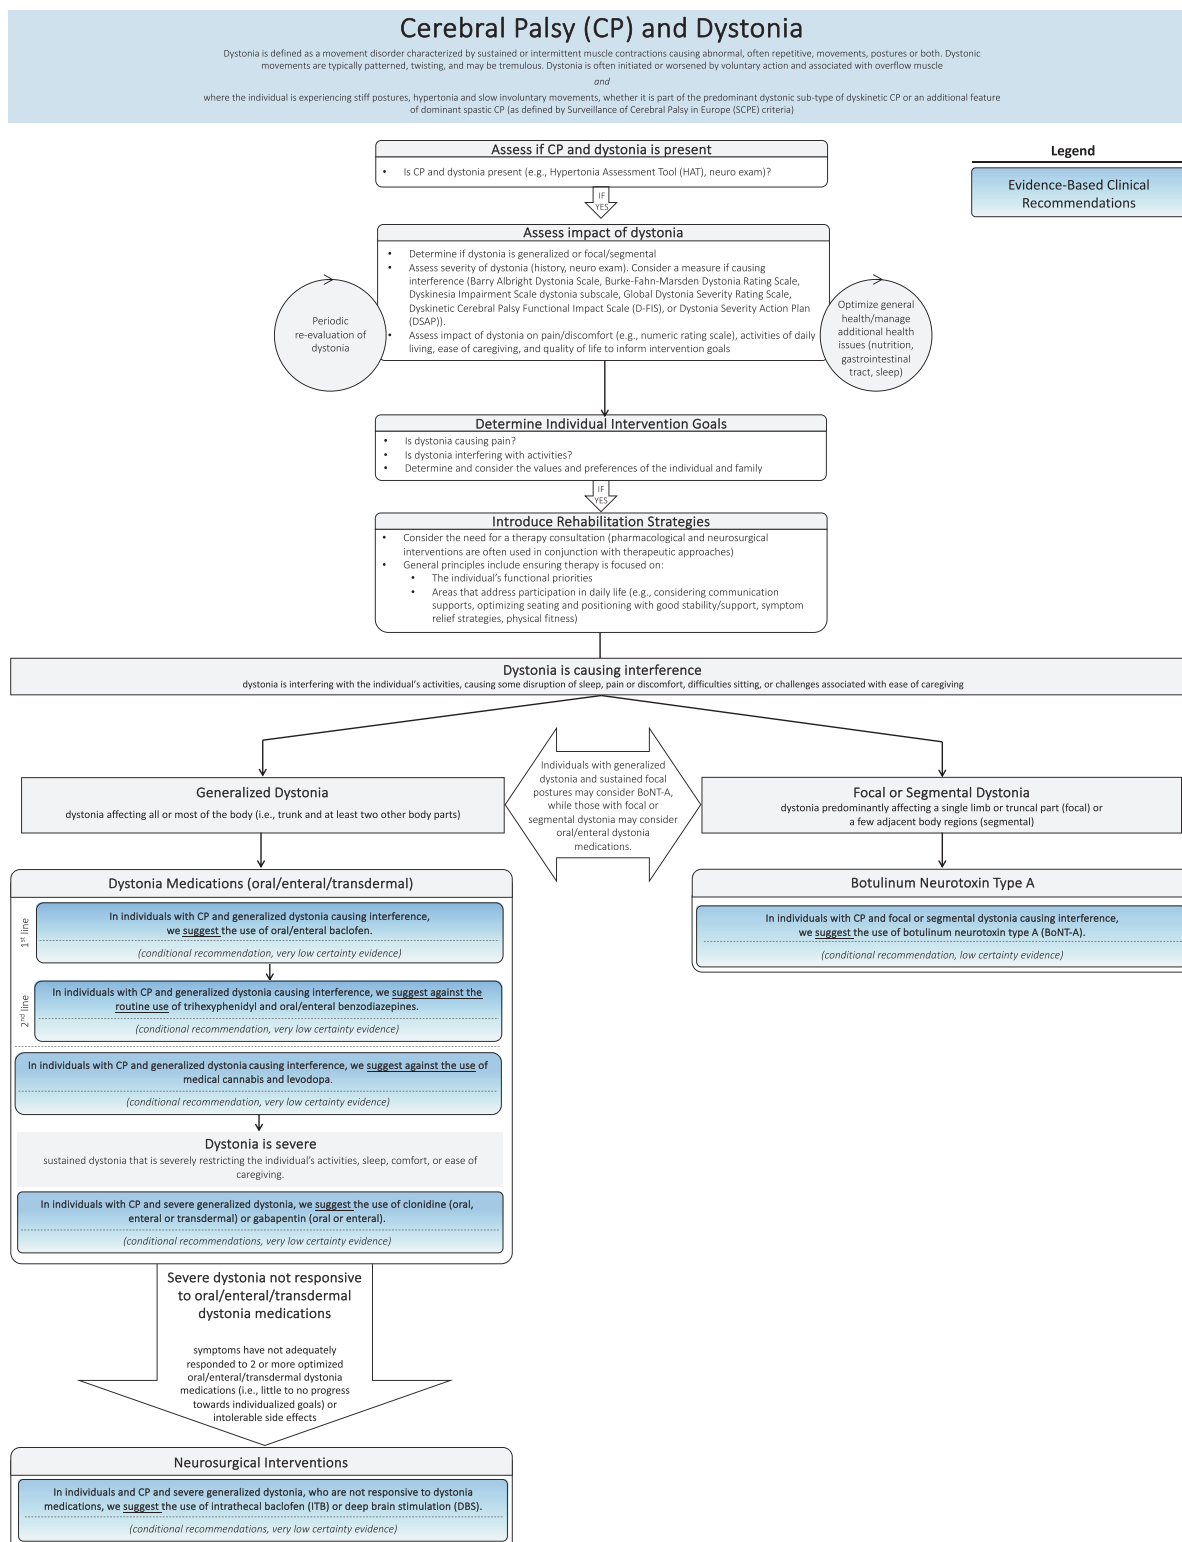 Cerebral Palsy (CP) and Dystonia
Dystonia is defined as a movement disorder characterized by sustained or intermittent muscle contractions causing abnormal, often repetitive, movements, postures or both. Dystonic
movements are typically patterned, twisting, and may be tremulous. Dystonia is often initiated or worsened by voluntary action and associated with overflow muscle
and
where the individual is experiencing stiff postures, hypertonia and slow involuntary movements, whether it is part of the predominant dystonic sub-type of dyskinetic CP or an additional feature
of dominant spastic CP (as defined by Surveillance of Cerebral Palsy in Europe (SCPE) criteria)
Assess if CP and dystonia is present
• Is CP and dystonia present (e.g., Hypertonia Assessment Tool (HAT), neuro exam)?
Legend
Evidence-Based Clinical
Recommendations
IF
YES
Assess impact of dystonia
• Determine if dystonia is generalized or focal/segmental
• Assess severity of dystonia (history, neuro exam). Consider a measure if causing
interference (Barry Albright Dystonia Scale, Burke-Fahn-Marsden Dystonia Rating Scale,
Dyskinesia Impairment Scale dystonia subscale, Global Dystonia Severity Rating Scale,
Dyskinetic Cerebral Palsy Functional Impact Scale (D-FIS), or Dystonia Severity Action Plan
(DSAP)).
• Assess impact of dystonia on pain/discomfort (e.g., numeric rating scale), activities of daily
living, ease of caregiving, and quality of life to inform intervention goals
Periodic
re-evaluation of
dystonia
Optimize general
health/manage
additional health
issues (nutrition,
gastrointestinal
tract, sleep)
Determine Individual Intervention Goals
• Is dystonia causing pain?
• Is dystonia interfering with activities?
• Determine and consider the values and preferences of the individual and family
IF
YES
Introduce Rehabilitation Strategies
• Consider the need for a therapy consultation (pharmacological and neurosurgical
interventions are often used in conjunction with therapeutic approaches)
• General principles include ensuring therapy is focused on:
• The individual's functional priorities
• Areas that address participation in daily life (e.g., considering communication
supports, optimizing seating and positioning with good stability/support, symptom
relief strategies, physical fitness)
Dystonia is causing interference
dystonia is interfering with the individual's activities, causing some disruption of sleep, pain or discomfort, difficulties sitting, or challenges associated with ease of caregiving
Generalized Dystonia
dystonia affecting all or most of the body (i.e., trunk and at least two other body parts)
Individuals with generalized
dystonia and sustained focal
postures may consider BoNT-A,
while those with focal or
segmental dystonia may consider
oral/enteral dystonia
medications.
Focal or Segmental Dystonia
dystonia predominantly affecting a single limb or truncal part (focal) or
a few adjacent body regions (segmental)
Dystonia Medications (oral/enteral/transdermal)
1st line
In individuals with CP and generalized dystonia causing interference,
we suggest the use of oral/enteral baclofen.
(conditional recommendation, very low certainty evidence)
2nd line
In individuals with CP and generalized dystonia causing interference, we suggest against the
routine use of trihexyphenidyl and oral/enteral benzodiazepines.
(conditional recommendation, very low certainty evidence)
In individuals with CP and generalized dystonia causing interference, we suggest against the use of
medical cannabis and levodopa.
(conditional recommendation, very low certainty evidence)
Dystonia is severe
sustained dystonia that is severely restricting the individual's activities, sleep, comfort, or ease of
caregiving.
In individuals with CP and severe generalized dystonia, we suggest the use of clonidine (oral,
enteral or transdermal) or gabapentin (oral or enteral).
(conditional recommendations, very low certainty evidence)
Botulinum Neurotoxin Type A
In individuals with CP and focal or segmental dystonia causing interference,
we suggest the use of botulinum neurotoxin type A (BoNT-A).
(conditional recommendation, low certainty evidence)
Severe dystonia not responsive
to oral/enteral/transdermal
dystonia medications
symptoms have not adequately
responded to 2 or more optimized
oral/enteral/transdermal dystonia
medications (i.e., little to no progress
towards individualized goals) or
intolerable side effects
Neurosurgical Interventions
In individuals and CP and severe generalized dystonia, who are not responsive to dystonia
medications, we suggest the use of intrathecal baclofen (ITB) or deep brain stimulation (DBS).
(conditional recommendations, very low certainty evidence)